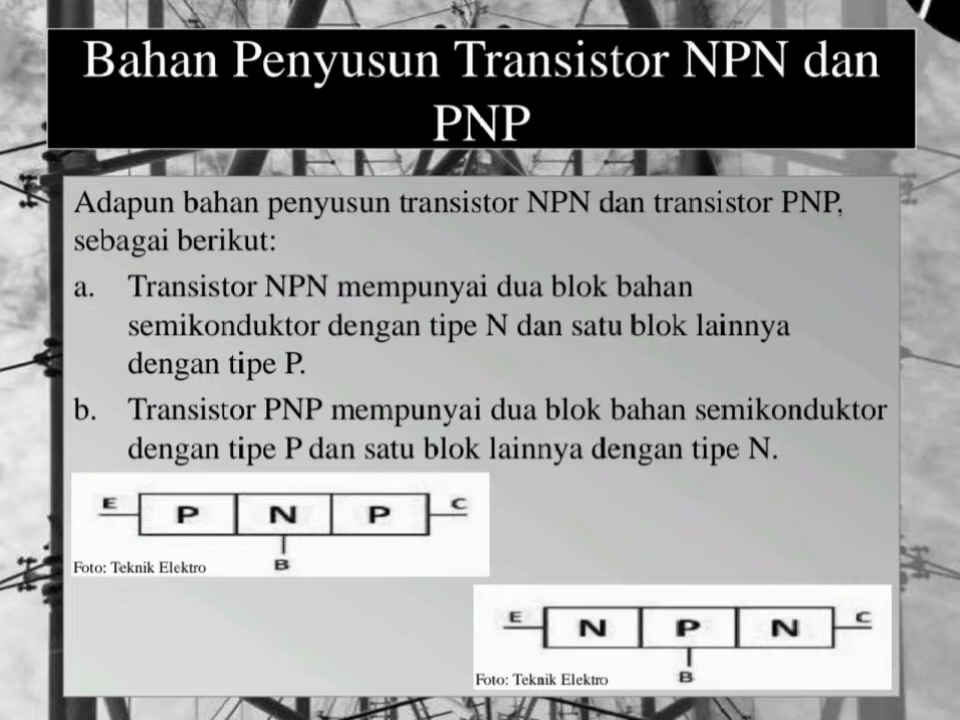 Bahan Penyusun Transistor NPN dan
PNP
Adapun bahan penyusun transistor NPN dan transistor PNP,
sebagai berikut:
a. Transistor NPN mempunyai dua blok bahan
semikonduktor dengan tipe N dan satu blok lainnya
dengan tipe P.
b. Transistor PNP mempunyai dua blok bahan semikonduktor
dengan tipe P dan satu blok lainnya dengan tipe N.
E P N P C
B
Foto: Teknik Elektro
E N P N C
B
Foto: Teknik Elektro